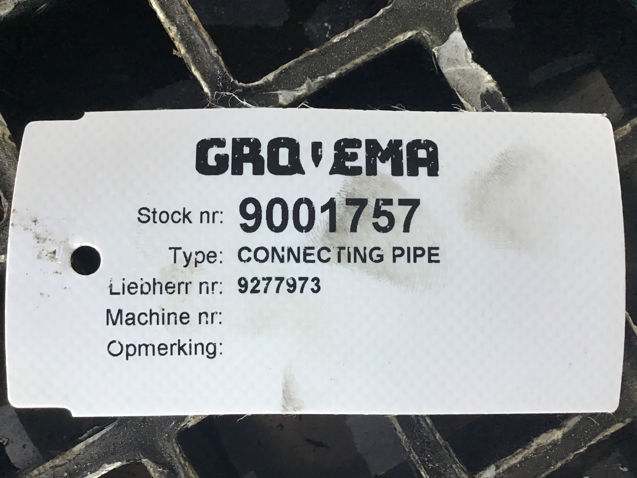 GROVEMA
Stock nr: 9001757
Type: CONNECTING PIPE
Liebherr nr: 9277973
Machine nr:
Opmerking: